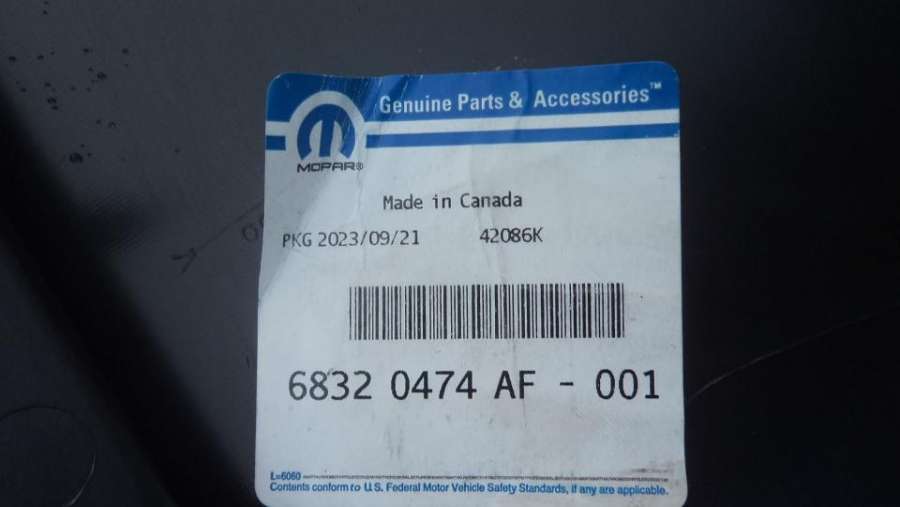 Genuine Parts & Accessories™
MOPAR®
Made in Canada
PKG 2023/09/21 42086K
6832 0474 AF - 001
L=6060
Contents conform to U.S. Federal Motor Vehicle Safety Standards, if any are applicable.